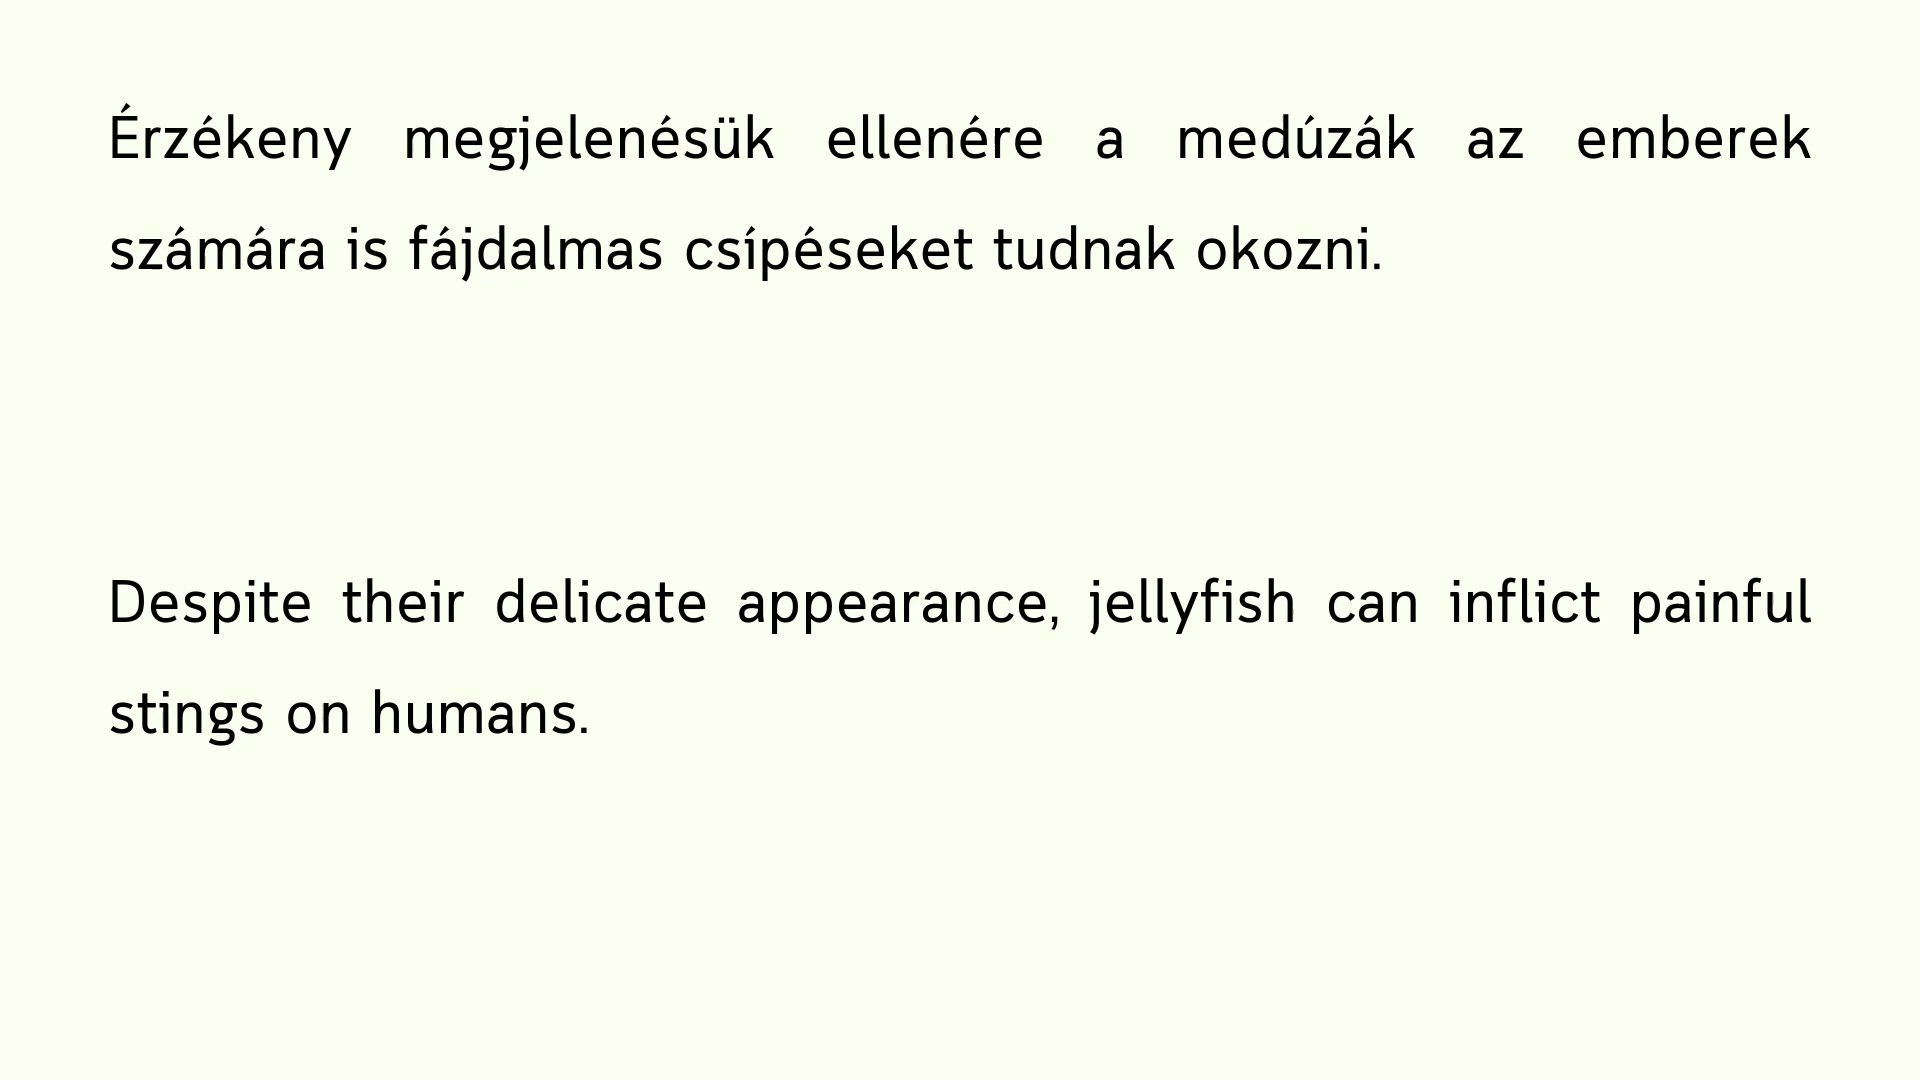 Érzékeny megjelenésük ellenére a medúzák az emberek
számára is fájdalmas csípéseket tudnak okozni.
Despite their delicate appearance, jellyfish can inflict painful
stings on humans.